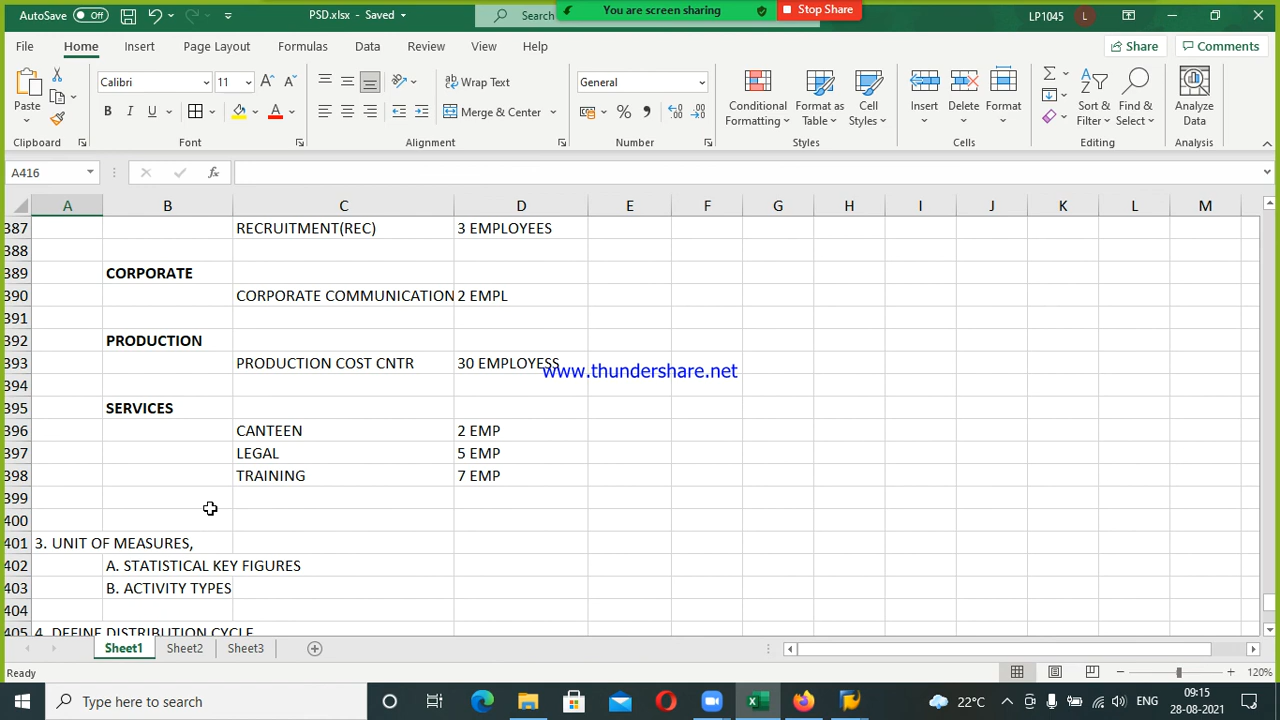 AutoSave Off PSD.xlsx - Saved Search You are screen sharing Stop Share LP1045 L
File Home Insert Page Layout Formulas Data Review View Help Share Comments
Paste Calibri 11 Wrap Text General Conditional Formatting Format as Table Cell Styles Insert Delete Format Sort & Filter Find & Select Analyze Data
B I U Merge & Center
Clipboard Font Alignment Number Styles Cells Editing Analysis
A416 fx
A B C D E F G H I J K L M
387 RECRUITMENT(REC) 3 EMPLOYEES
388
389 CORPORATE
390 CORPORATE COMMUNICATION 2 EMPL
391
392 PRODUCTION
393 PRODUCTION COST CNTR 30 EMPLOYESS
www.thundershare.net
394
395 SERVICES
396 CANTEEN 2 EMP
397 LEGAL 5 EMP
398 TRAINING 7 EMP
399
400
401 3. UNIT OF MEASURES,
402 A. STATISTICAL KEY FIGURES
403 B. ACTIVITY TYPES
404
405 4. DEFINE DISTRIBUTION CYCLE
Sheet1 Sheet2 Sheet3
Ready 120%
Type here to search 22°C ENG 09:15
28-08-2021